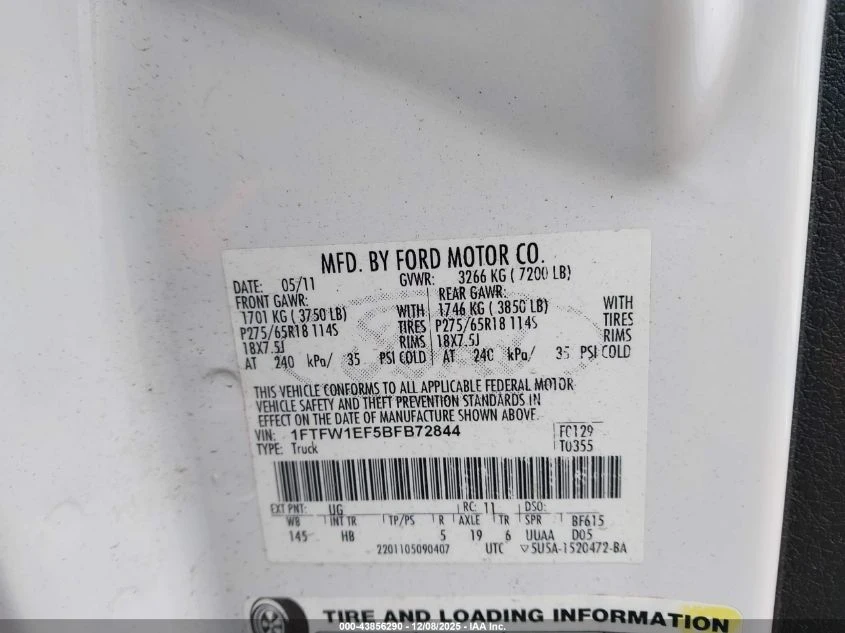 MFD. BY FORD MOTOR CO.
DATE: 05/11 GVWR: 3266 KG ( 7200 LB)
FRONT GAWR: REAR GAWR:
1701 KG ( 3750 LB) WITH 1746 KG ( 3850 LB) WITH
P275/65R18 114S TIRES P275/65R18 114S TIRES
18X7.5J RIMS 18X7.5J RIMS
AT 240 kPa/ 35 PSI COLD AT 240 kPa/ 35 PSI COLD
THIS VEHICLE CONFORMS TO ALL APPLICABLE FEDERAL MOTOR
VEHICLE SAFETY AND THEFT PREVENTION STANDARDS IN
EFFECT ON THE DATE OF MANUFACTURE SHOWN ABOVE.
VIN: 1FTFW1EF5BFB72844 FC129
TYPE: Truck T0355
EXT PNT: UG RC: 11 DSO:
WB INT TR TP/PS R AXLE TR SPR BF615
145 HB 5 19 6 UUAA D05
2201105090407 UTC ▽5U5A-1520472-BA
TIRE AND LOADING INFORMATION
000-43856290 - 12/08/2025 - IAA Inc.